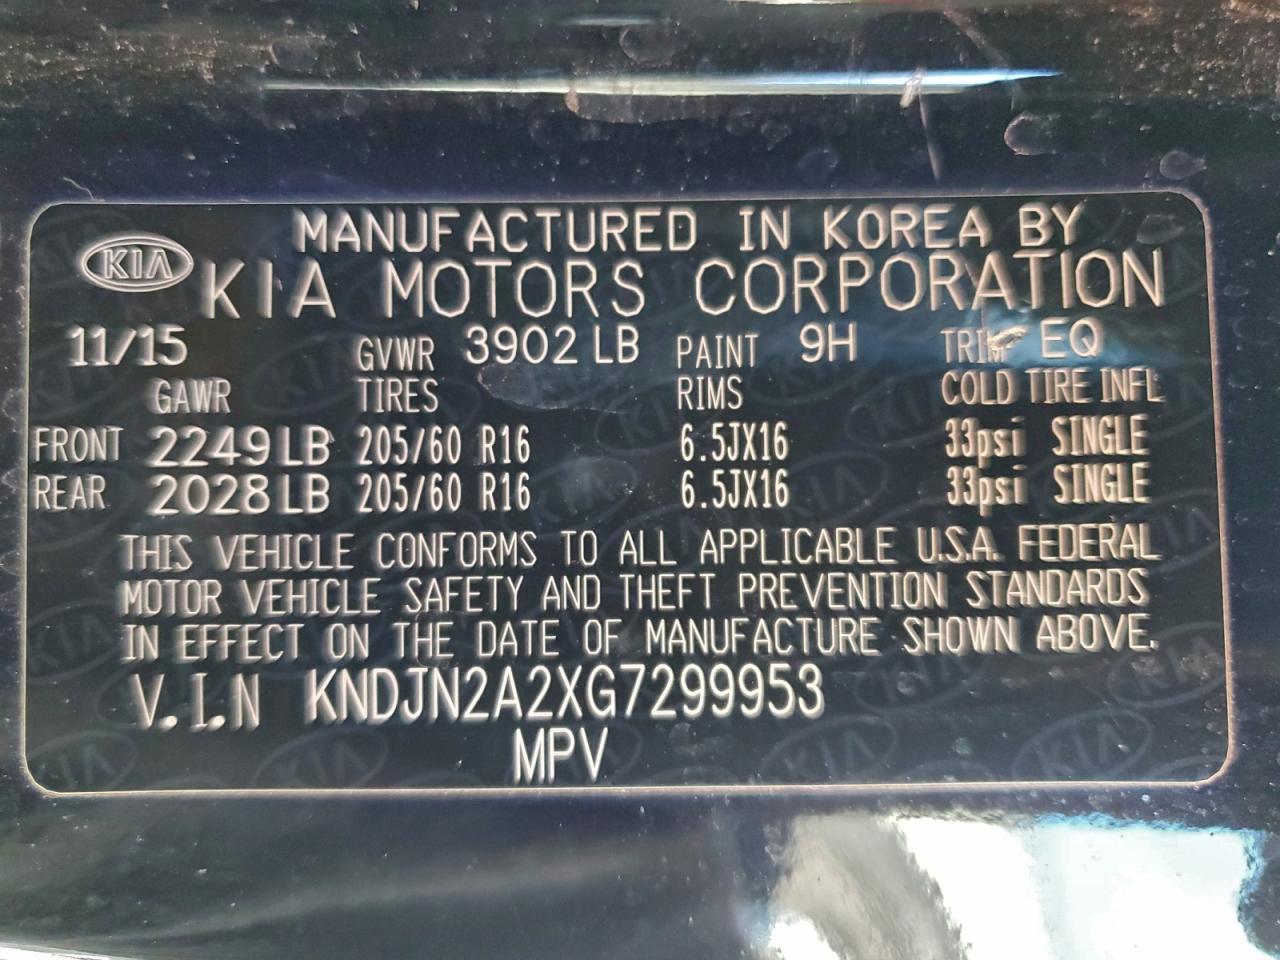 MANUFACTURED IN KOREA BY
KIA KIA MOTORS CORPORATION
11/15 GVWR 3902 LB PAINT 9H TRIM EQ
GAWR TIRES RIMS COLD TIRE INFL
FRONT 2249 LB 205/60 R16 6.5JX16 33psi SINGLE
REAR 2028 LB 205/60 R16 6.5JX16 33psi SINGLE
THIS VEHICLE CONFORMS TO ALL APPLICABLE U.S.A. FEDERAL
MOTOR VEHICLE SAFETY AND THEFT PREVENTION STANDARDS
IN EFFECT ON THE DATE OF MANUFACTURE SHOWN ABOVE.
V.I.N KNDJN2A2XG7299953
MPV